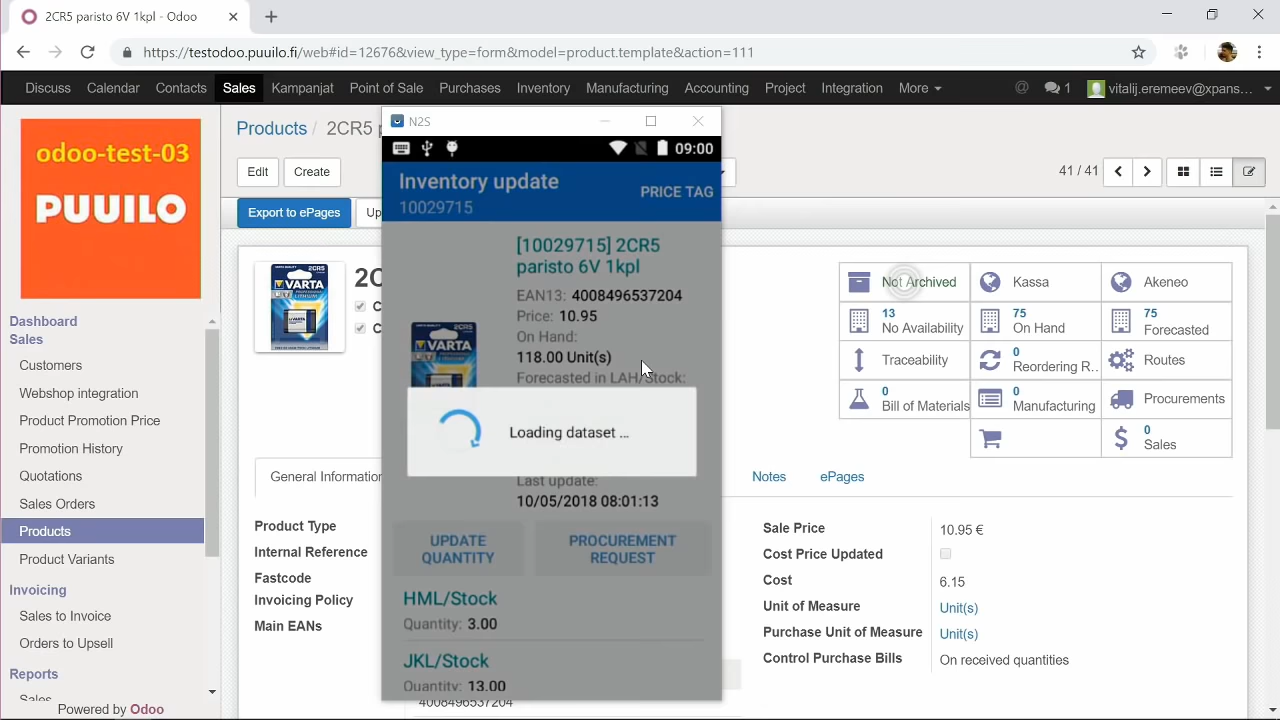 2CR5 paristo 6V 1kpl - Odoo
https://testodoo.puuilo.fi/web#id=12676&view_type=form&model=product.template&action=111
Discuss Calendar Contacts Sales Kampanjat Point of Sale Purchases Inventory Manufacturing Accounting Project Integration More @ 1 vitalij.eremeev@xpans...
odoo-test-03
PUUILO
Dashboard
Sales
Customers
Webshop integration
Product Promotion Price
Promotion History
Quotations
Sales Orders
Products
Product Variants
Invoicing
Sales to Invoice
Orders to Upsell
Reports
Sales
Powered by Odoo
Products / 2CR5 p
Edit Create
41 / 41
Export to ePages Up
N2S
09:00
Inventory update
10029715
PRICE TAG
[10029715] 2CR5
paristo 6V 1kpl
EAN13: 4008496537204
Price: 10.95
On Hand:
118.00 Unit(s)
Forecasted in LAH/Stock:
VARTA
Loading dataset ...
Last update:
10/05/2018 08:01:13
UPDATE
QUANTITY
PROCUREMENT
REQUEST
HML/Stock
Quantity: 3.00
JKL/Stock
Quantity: 13.00
4008496537204
2CR5
VARTA
2C
C
C
Not Archived
Kassa
Akeneo
13
No Availability
75
On Hand
75
Forecasted
Traceability
0
Reordering R...
Routes
0
Bill of Materials
0
Manufacturing
Procurements
0
Sales
General Information
Notes
ePages
Product Type
Internal Reference
Fastcode
Invoicing Policy
Main EANs
Sale Price 10.95 €
Cost Price Updated
Cost 6.15
Unit of Measure Unit(s)
Purchase Unit of Measure Unit(s)
Control Purchase Bills On received quantities